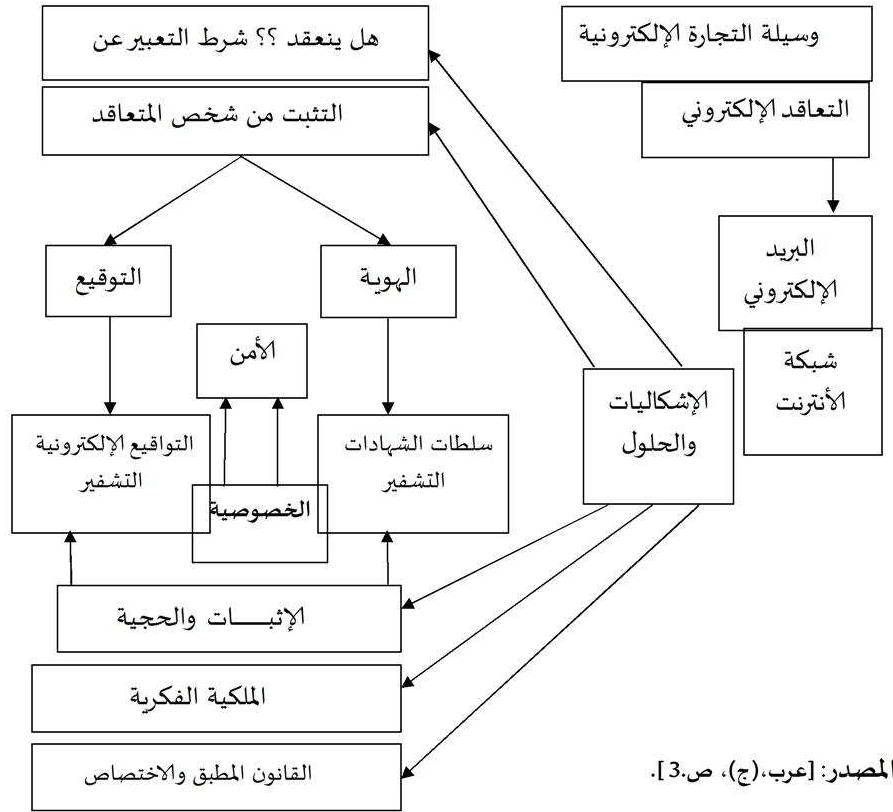 وسيلة التجارة الإلكترونية
التعاقد الإلكتروني
البريد
الإلكتروني
شبكة
الأنترنت
الإشكاليات
والحلول
هل ينعقد ؟؟ شرط التعبير عن
التثبت من شخص المتعاقد
الهوية
التوقيع
الأمن
سلطات الشهادات
التشفير
التواقيع الإلكترونية
التشفير
الخصوصية
الإثبـــــات والحجية
الملكية الفكرية
القانون المطبق والاختصاص
المصدر: [عرب،(ج)، ص.3].